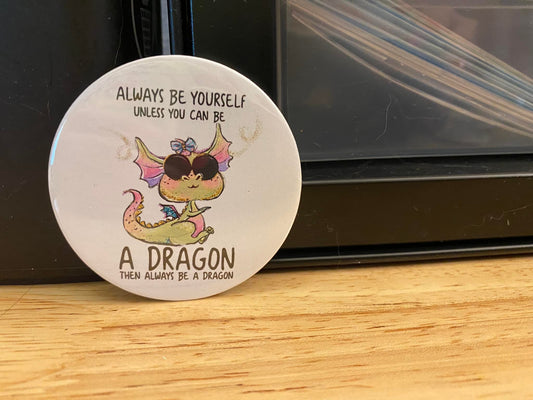 ALWAYS BE YOURSELF
UNLESS YOU CAN BE
A DRAGON
THEN ALWAYS BE A DRAGON